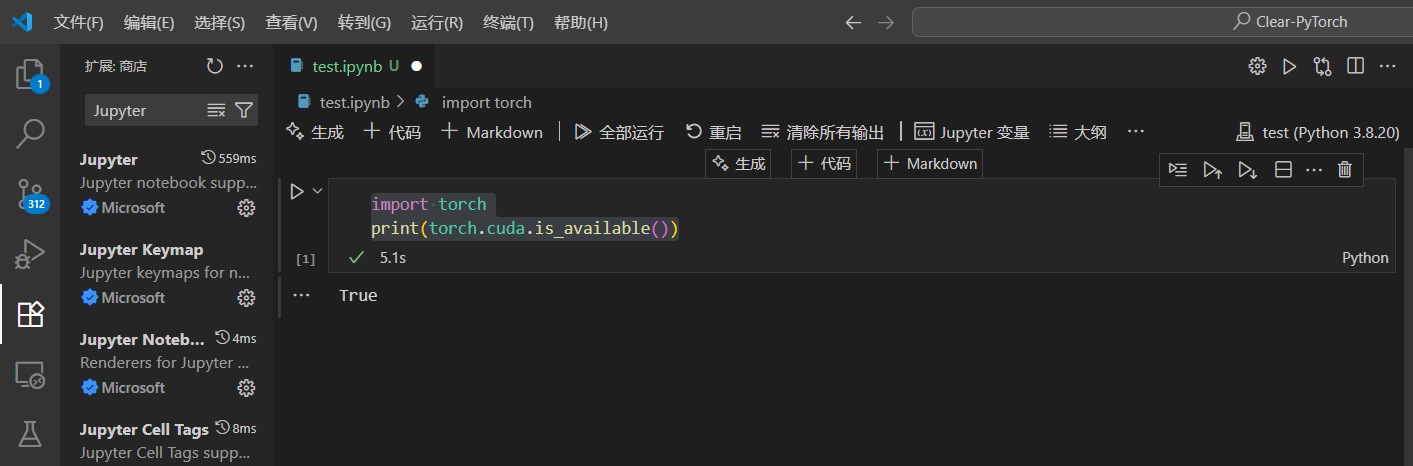 文件(F) 编辑(E) 选择(S) 查看(V) 转到(G) 运行(R) 终端(T) 帮助(H) Clear-PyTorch
扩展: 商店
test.ipynb U
1
test.ipynb import torch
Jupyter
生成 代码 Markdown 全部运行 重启 清除所有输出 Jupyter 变量 大纲 test (Python 3.8.20)
生成 代码 Markdown
Jupyter 559ms
Jupyter notebook supp...
Microsoft
312
Jupyter Keymap
Jupyter keymaps for n...
Microsoft
Jupyter Noteb... 4ms
Renderers for Jupyter ...
Microsoft
Jupyter Cell Tags 8ms
Jupyter Cell Tags supp...
import torch
print(torch.cuda.is_available())
[1] 5.1s Python
True